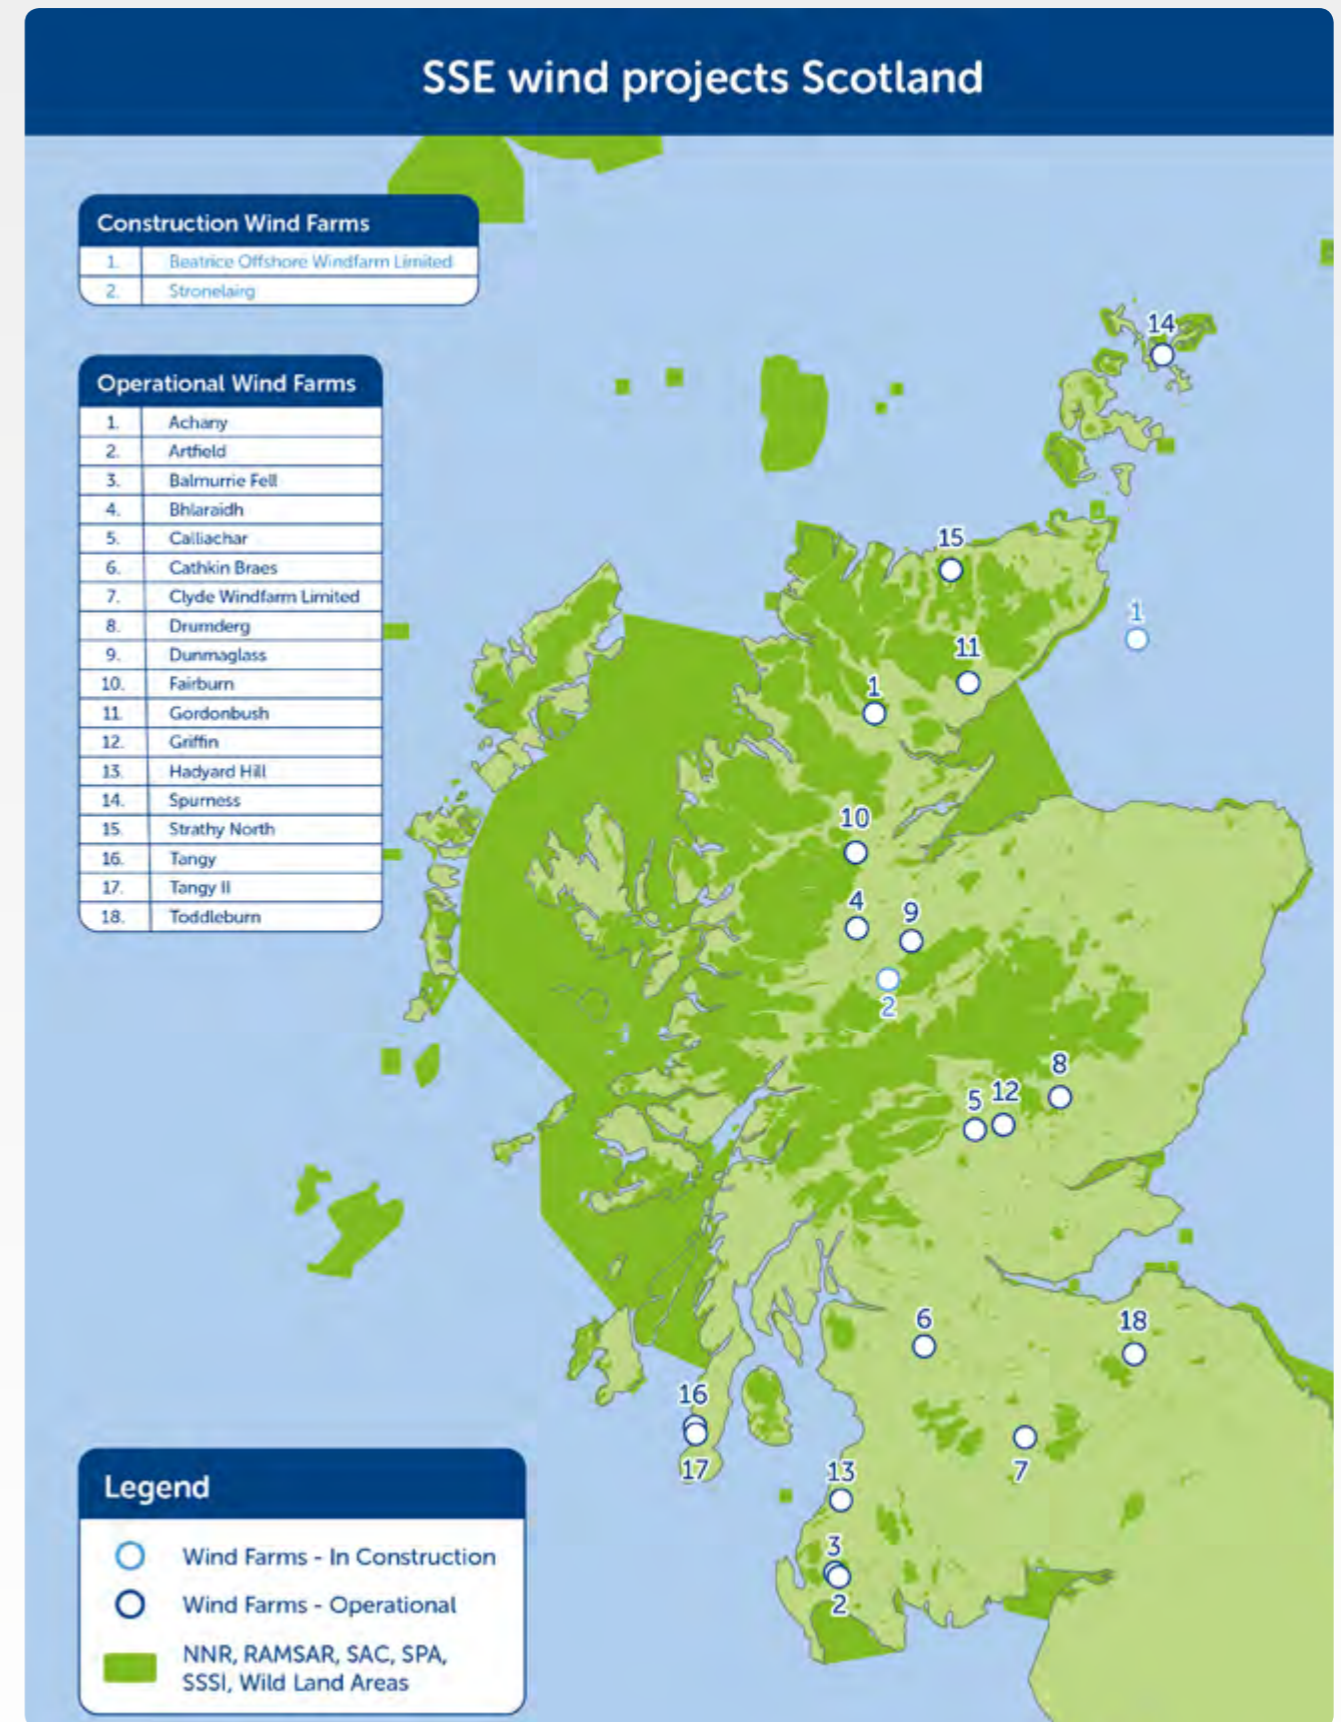 SSE wind projects Scotland
Construction Wind Farms
1. Beatrice Offshore Windfarm Limited
2. Stronelairg
Operational Wind Farms
1. Achany
2. Artfield
3. Balmurrie Fell
4. Bhlaraidh
5. Calliachar
6. Cathkin Braes
7. Clyde Windfarm Limited
8. Drumderg
9. Dunmaglass
10. Fairburn
11. Gordonbush
12. Griffin
13. Hadyard Hill
14. Spurness
15. Strathy North
16. Tangy
17. Tangy II
18. Toddleburn
14
15
1
11
1
10
4
9
2
8
5 12
6
18
16
17
7
13
3
2
Legend
Wind Farms - In Construction
Wind Farms - Operational
NNR, RAMSAR, SAC, SPA,
SSSI, Wild Land Areas